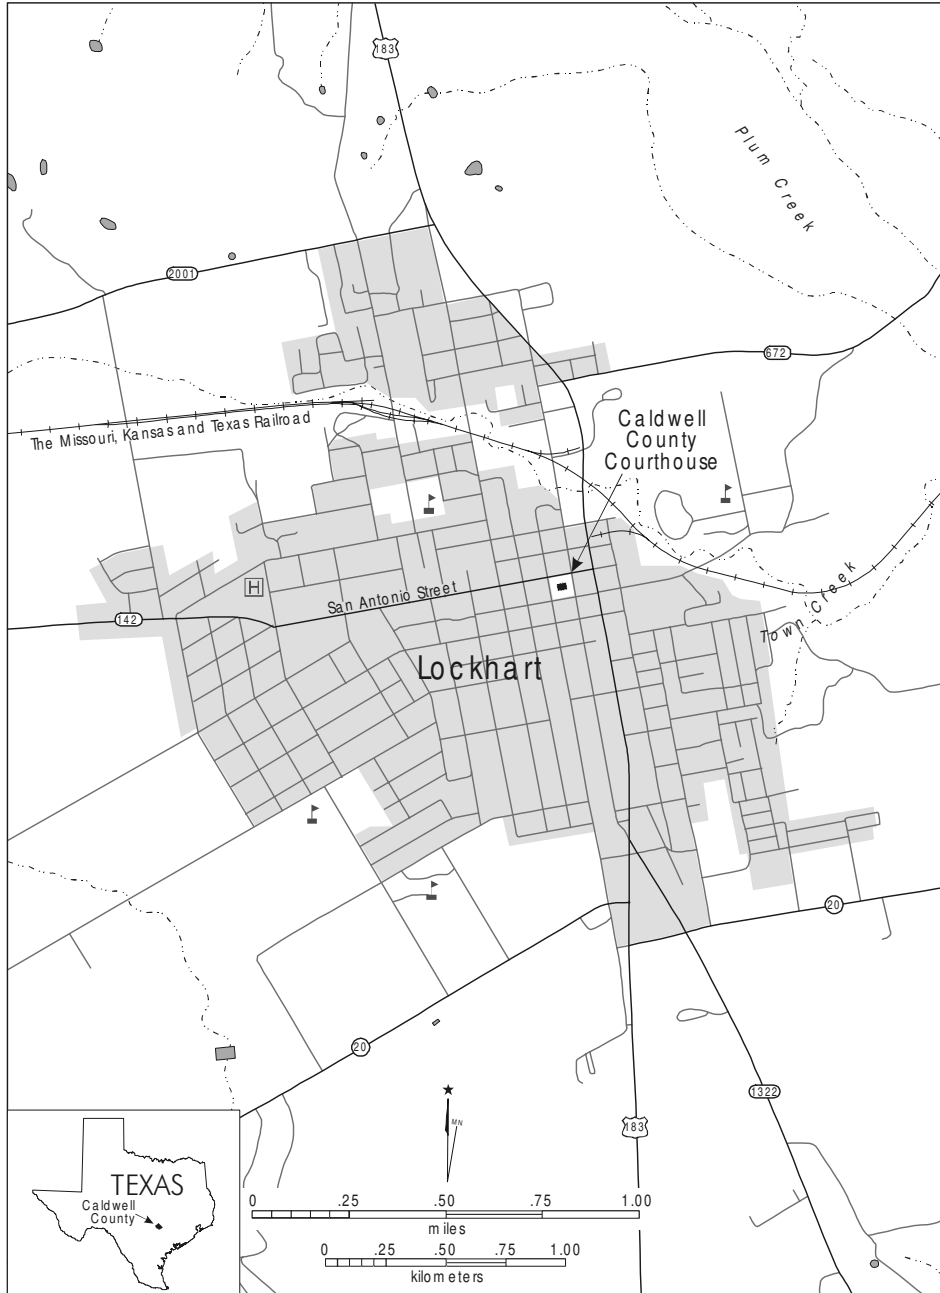 183
Plum Creek
2001
672
The Missouri, Kansas and Texas Railroad
Caldwell
County
Courthouse
H
San Antonio Street
142
Town Creek
Lockhart
20
20
MN
1322
183
TEXAS
Caldwell
County
0 .25 .50 .75 1.00
miles
0 .25 .50 .75 1.00
kilometers